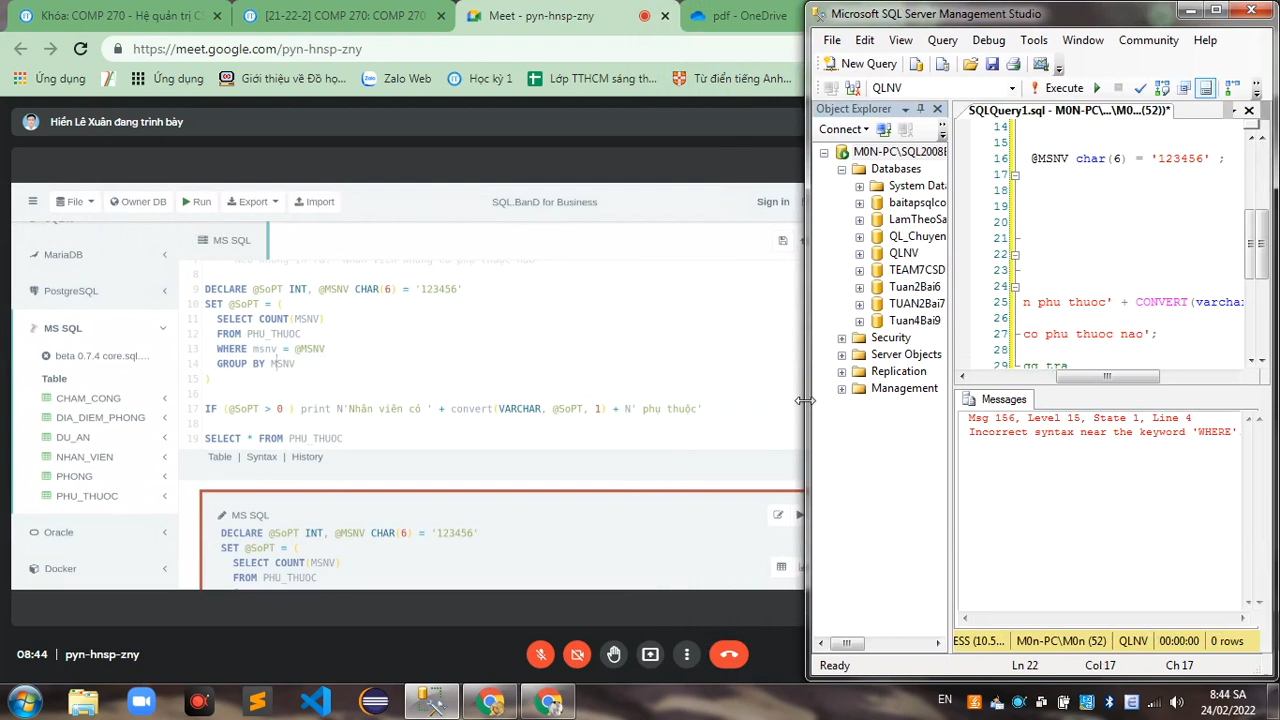 Khóa: COMP 270 - Hệ quản trị C
[21-22-2] COMP 270: COMP 270
Meet - pyn-hnsp-zny
pdf - OneDrive
https://meet.google.com/pyn-hnsp-zny
Ứng dụng
Ứng dụng
Giới thiệu về Đồ họ...
Zalo Web
Học kỳ 1
Lớp TTHCM sáng th...
Từ điển tiếng Anh...
Hiển Lê Xuân đang trình bày
File
Owner DB
Run
Export
Import
SQL.BanD for Business
Sign in
MS SQL
MariaDB
PostgreSQL
MS SQL
beta 0.7.4 core.sql....
Table
CHAM_CONG
DIA_DIEM_PHONG
DU_AN
NHAN_VIEN
PHONG
PHU_THUOC
Oracle
Docker
8
9 DECLARE @SoPT INT, @MSNV CHAR(6) = '123456'
10 SET @SoPT = (
11 SELECT COUNT(MSNV)
12 FROM PHU_THUOC
13 WHERE msnv = @MSNV
14 GROUP BY MSNV
15 )
16
17 IF (@SoPT > 0 ) print N'Nhân viên có ' + convert(VARCHAR, @SoPT, 1) + N' phu thuộc'
18
19 SELECT * FROM PHU_THUOC
Table | Syntax | History
MS SQL
DECLARE @SoPT INT, @MSNV CHAR(6) = '123456'
SET @SoPT = (
SELECT COUNT(MSNV)
FROM PHU_THUOC
08:44
pyn-hnsp-zny
Microsoft SQL Server Management Studio
File Edit View Query Debug Tools Window Community Help
New Query
QLNV
Execute
Object Explorer
Connect
M0N-PC\SQL2008E
Databases
System Data
baitapsqlco
LamTheoSa
QL_Chuyen
QLNV
TEAM7CSD
Tuan2Bai6
TUAN2Bai7
Tuan4Bai9
Security
Server Objects
Replication
Management
SQLQuery1.sql - M0N-PC\...\M0...(52))*
14
15
16 @MSNV char(6) = '123456' ;
17
18
19
20
21
22
23
24
25 n phu thuoc' + CONVERT(varchar
26
27 co phu thuoc nao';
28
29
Messages
Msg 156, Level 15, State 1, Line 4
Incorrect syntax near the keyword 'WHERE'
ESS (10.5... M0n-PC\M0n (52) QLNV 00:00:00 0 rows
Ready Ln 22 Col 17 Ch 17
EN
8:44 SA
24/02/2022